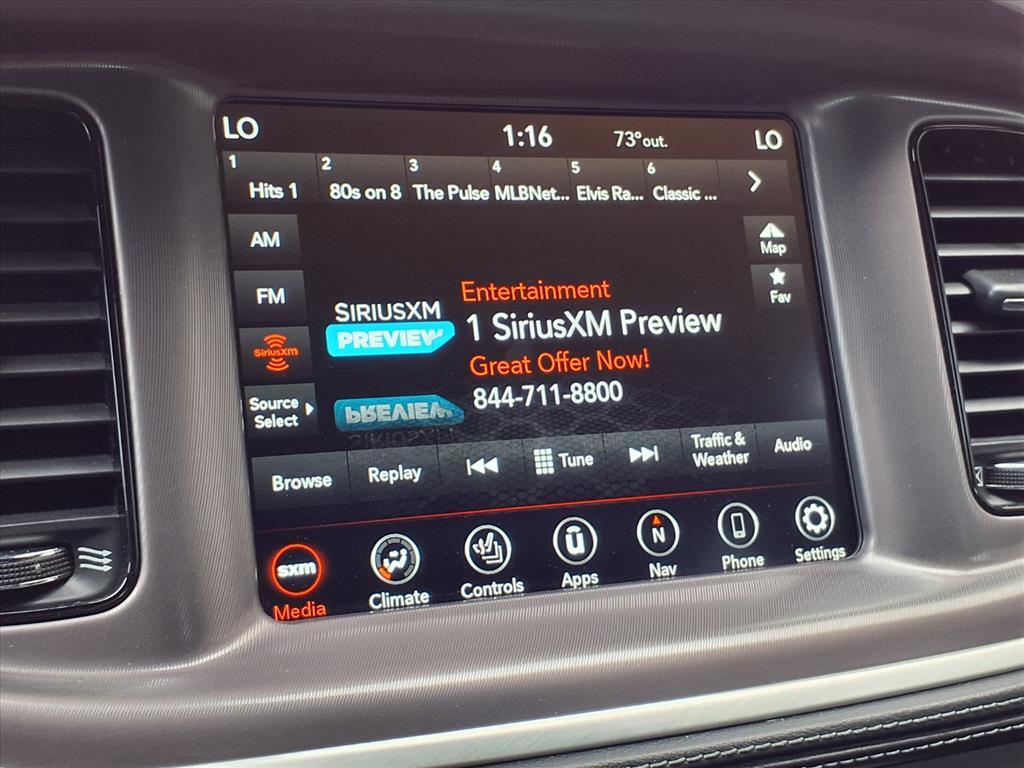 LO 1:16 73°out. LO
1 2 3 4 5 6
Hits 1 80s on 8 The Pulse MLBNet... Elvis Ra... Classic ...
AM
Map
FM
Fav
SiriusXM
Source
Select
SIRIUSXM
PREVIEW
Entertainment
1 SiriusXM Preview
Great Offer Now!
844-711-8800
Browse Replay Tune Traffic &
Weather Audio
sxm
Media Climate Controls
u
Apps
N
Nav Phone Settings